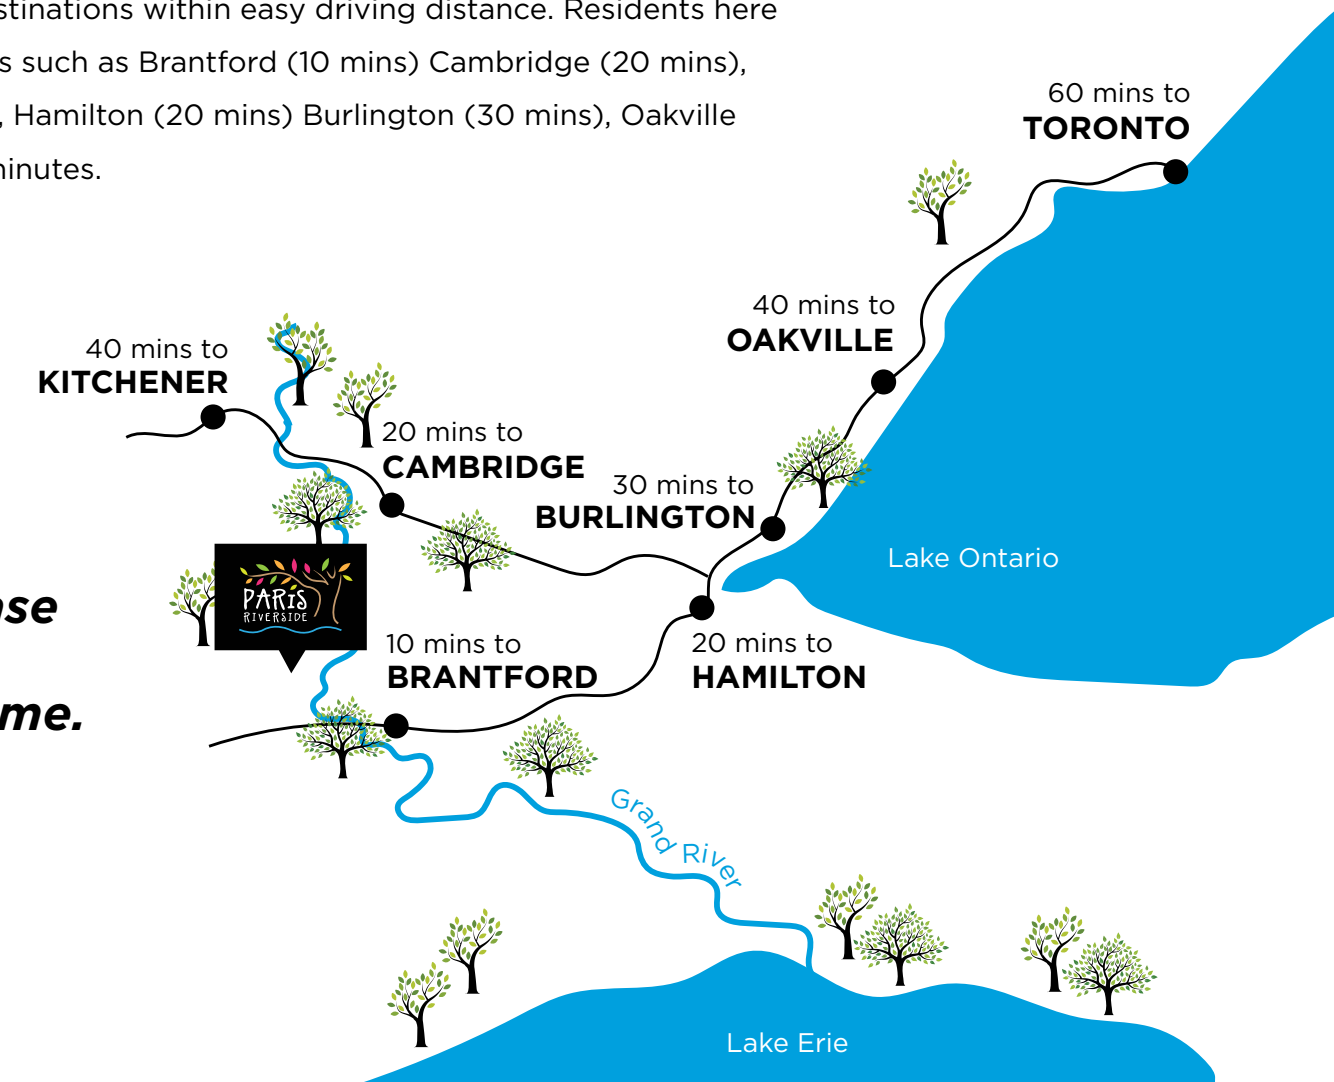 stinations within easy driving distance. Residents here
s such as Brantford (10 mins) Cambridge (20 mins),
, Hamilton (20 mins) Burlington (30 mins), Oakville
inutes.
60 mins to
TORONTO
40 mins to
OAKVILLE
40 mins to
KITCHENER
20 mins to
CAMBRIDGE
30 mins to
BURLINGTON
Lake Ontario
PARIS
RIVERSIDE
10 mins to
BRANTFORD
20 mins to
HAMILTON
se
me.
Grand River
Lake Erie